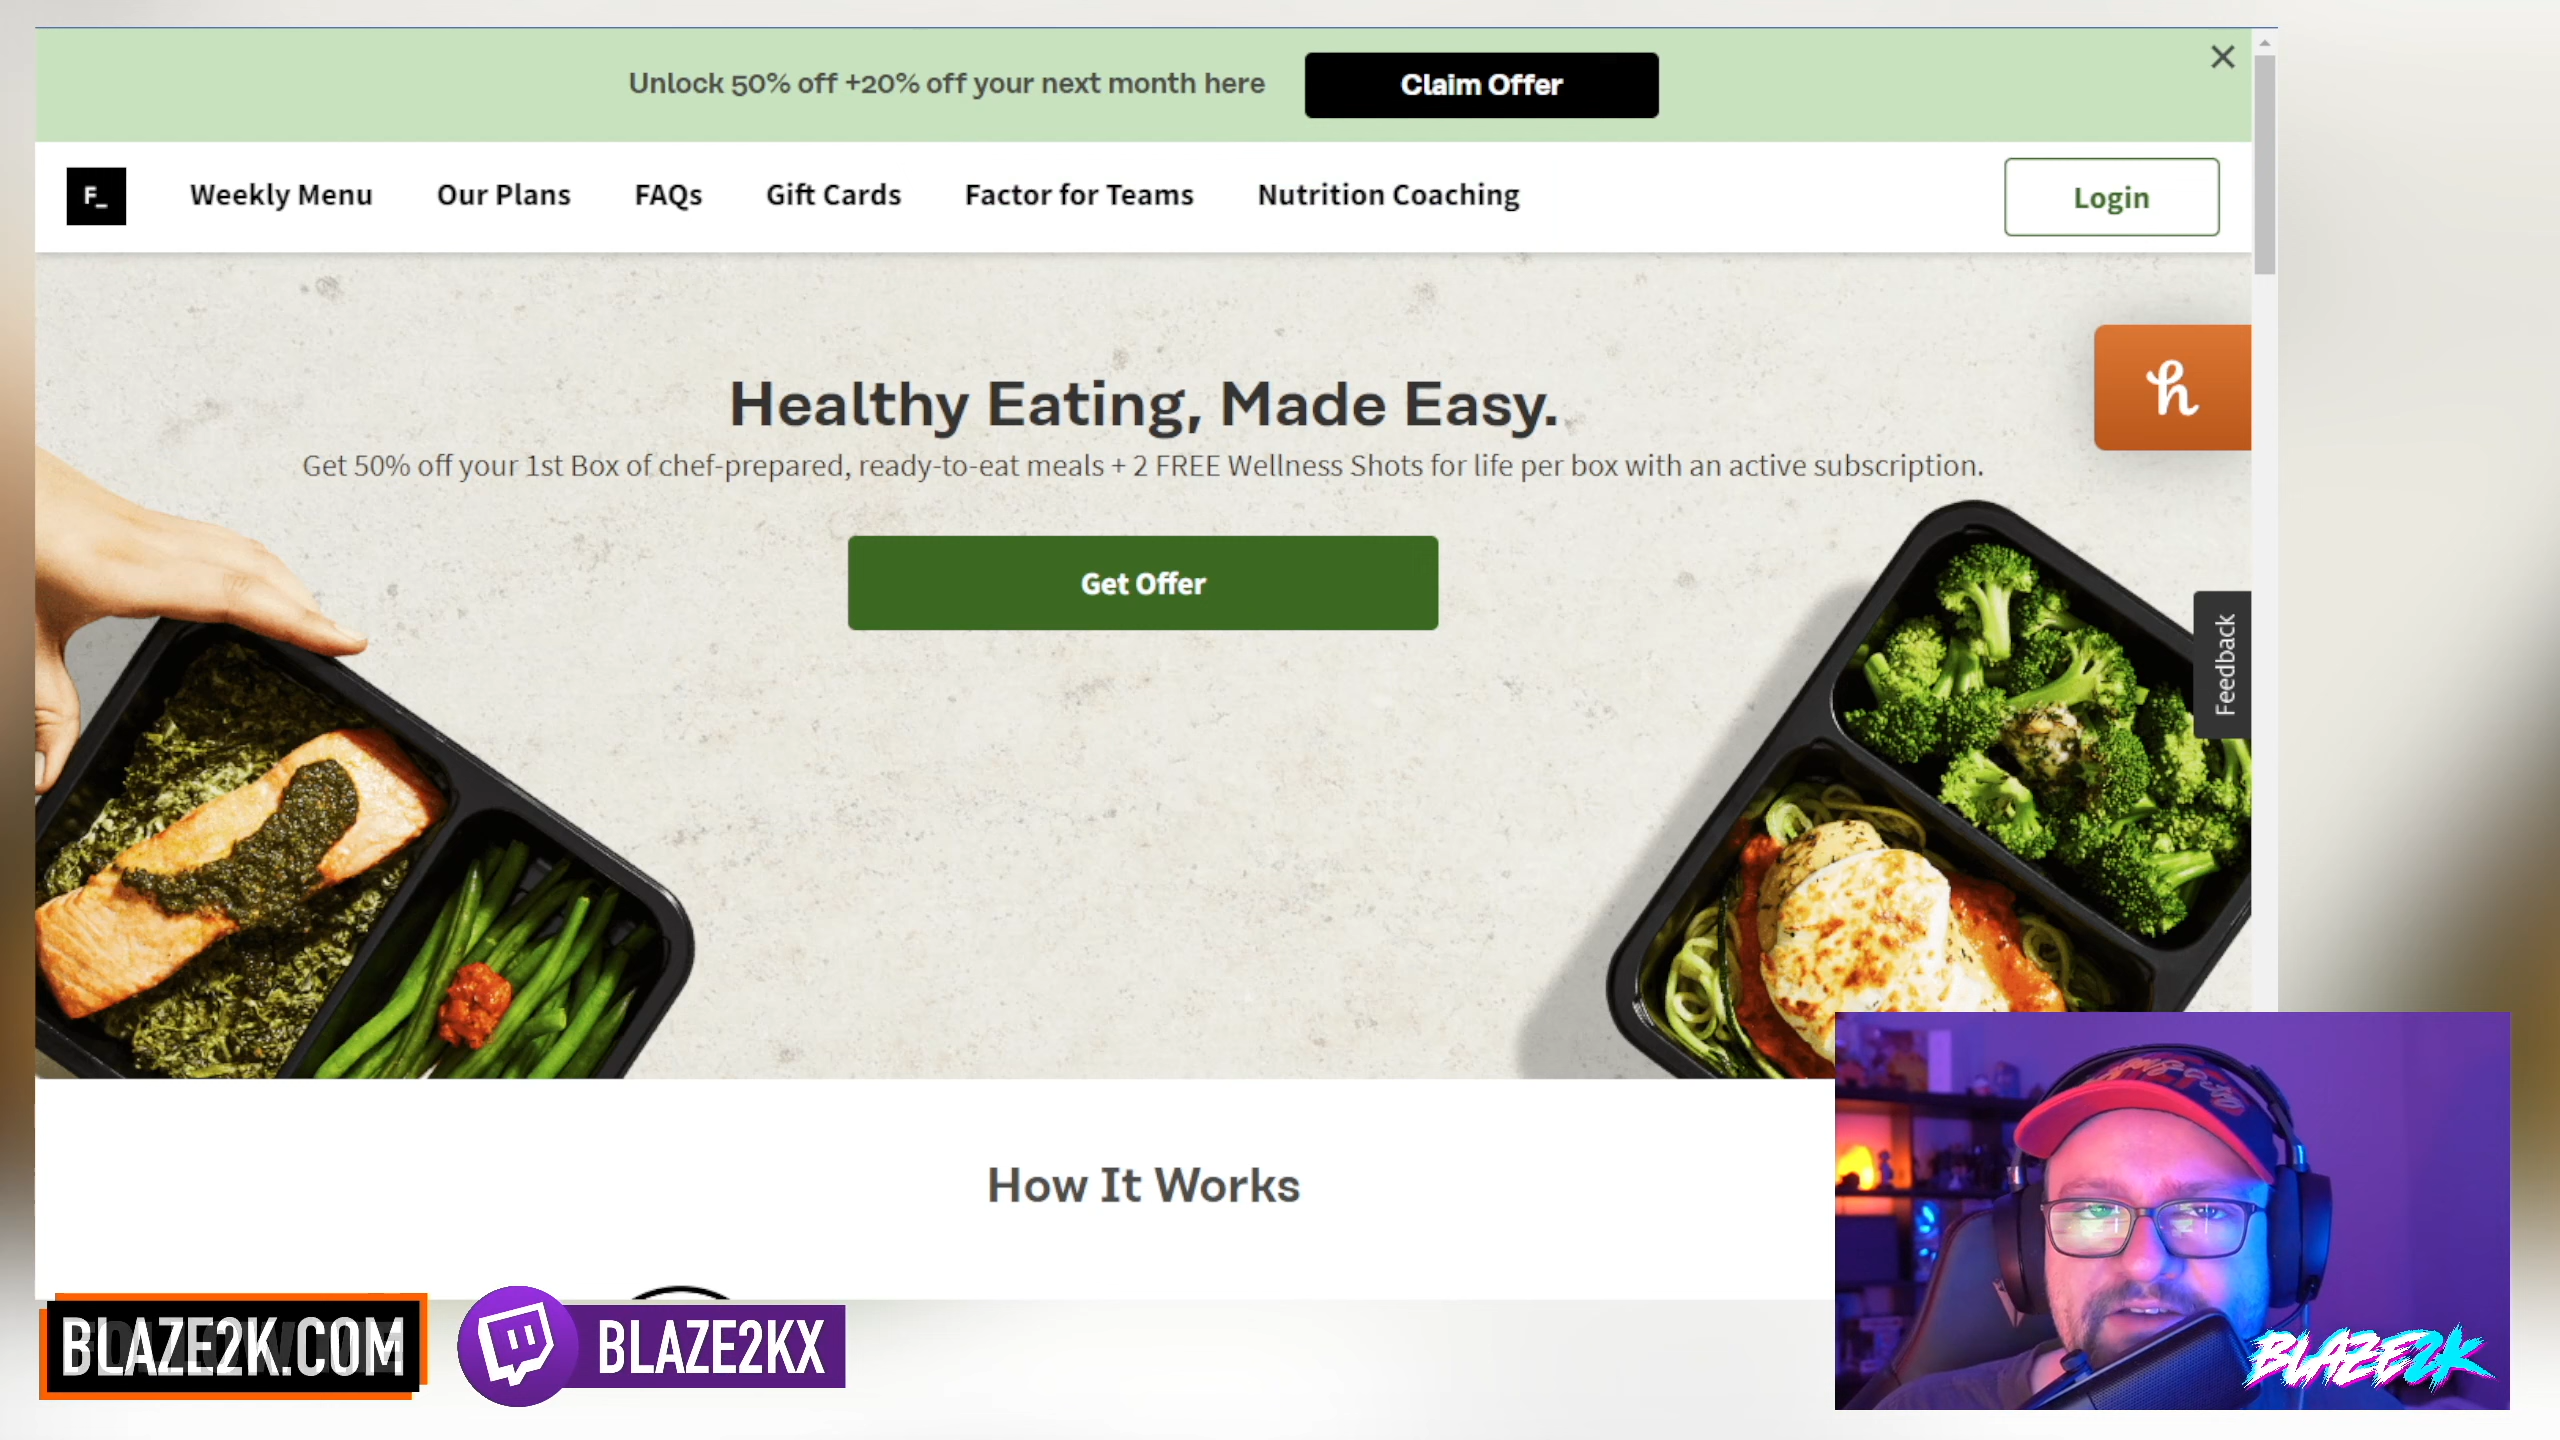 Unlock 50% off +20% off your next month here
Claim Offer
F_
Weekly Menu
Our Plans
FAQs
Gift Cards
Factor for Teams
Nutrition Coaching
Login
Healthy Eating, Made Easy.
h
Get 50% off your 1st Box of chef-prepared, ready-to-eat meals + 2 FREE Wellness Shots for life per box with an active subscription.
Get Offer
Feedback
How It Works
BLAZE2K.COM
BLAZE2KX
BLAZE2K